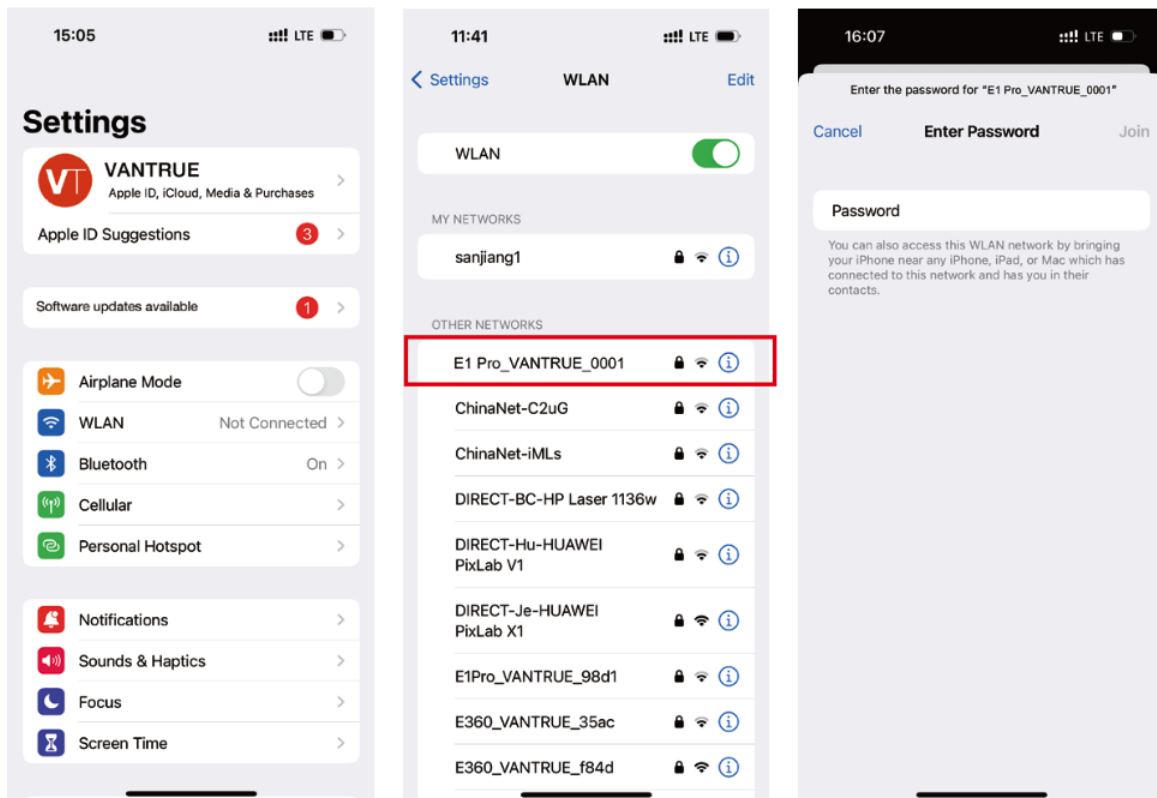 15:05
LTE
Settings
VT
VANTRUE
Apple ID, iCloud, Media & Purchases
Apple ID Suggestions
3
Software updates available
1
Airplane Mode
WLAN
Not Connected
Bluetooth
On
Cellular
Personal Hotspot
Notifications
Sounds & Haptics
Focus
Screen Time
11:41
LTE
Settings
WLAN
Edit
WLAN
MY NETWORKS
sanjiang1
OTHER NETWORKS
E1 Pro_VANTRUE_0001
ChinaNet-C2uG
ChinaNet-iMLs
DIRECT-BC-HP Laser 1136w
DIRECT-Hu-HUAWEI
PixLab V1
DIRECT-Je-HUAWEI
PixLab X1
E1Pro_VANTRUE_98d1
E360_VANTRUE_35ac
E360_VANTRUE_f84d
16:07
LTE
Enter the password for “E1 Pro_VANTRUE_0001”
Cancel
Enter Password
Join
Password
You can also access this WLAN network by bringing
your iPhone near any iPhone, iPad, or Mac which has
connected to this network and has you in their
contacts.